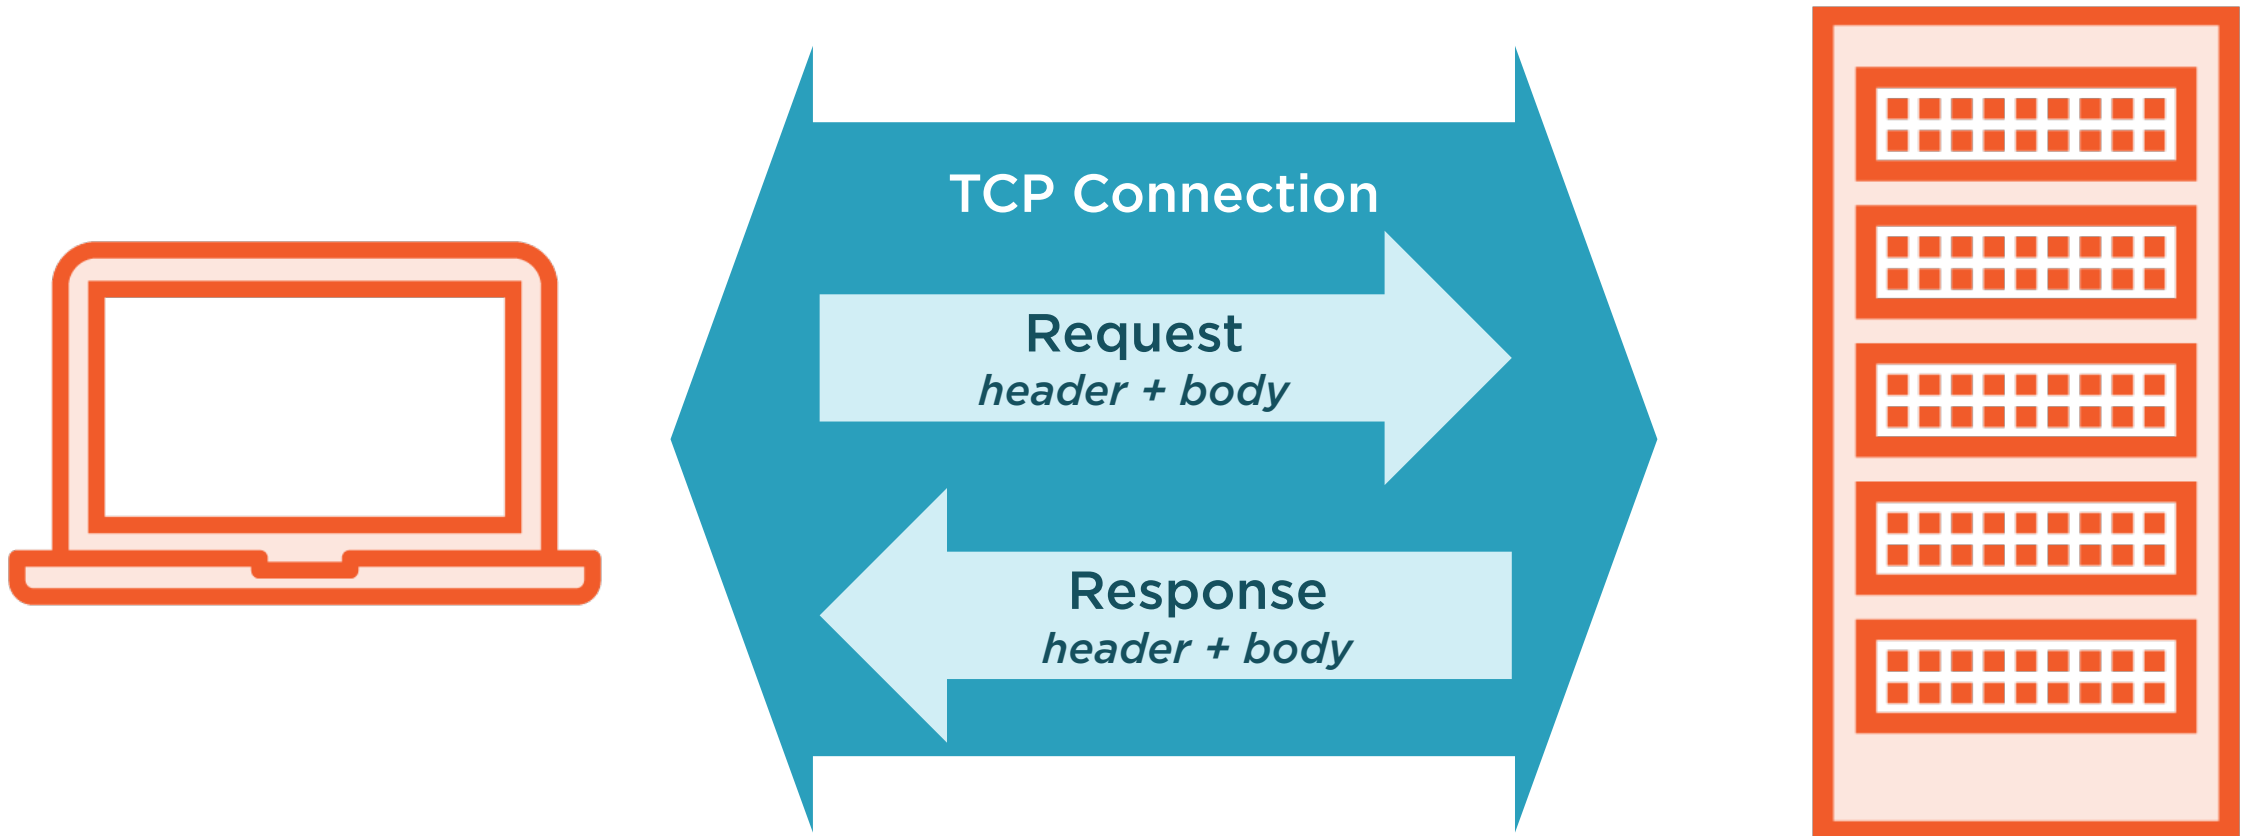 TCP Connection
Request
header + body
Response
header + body